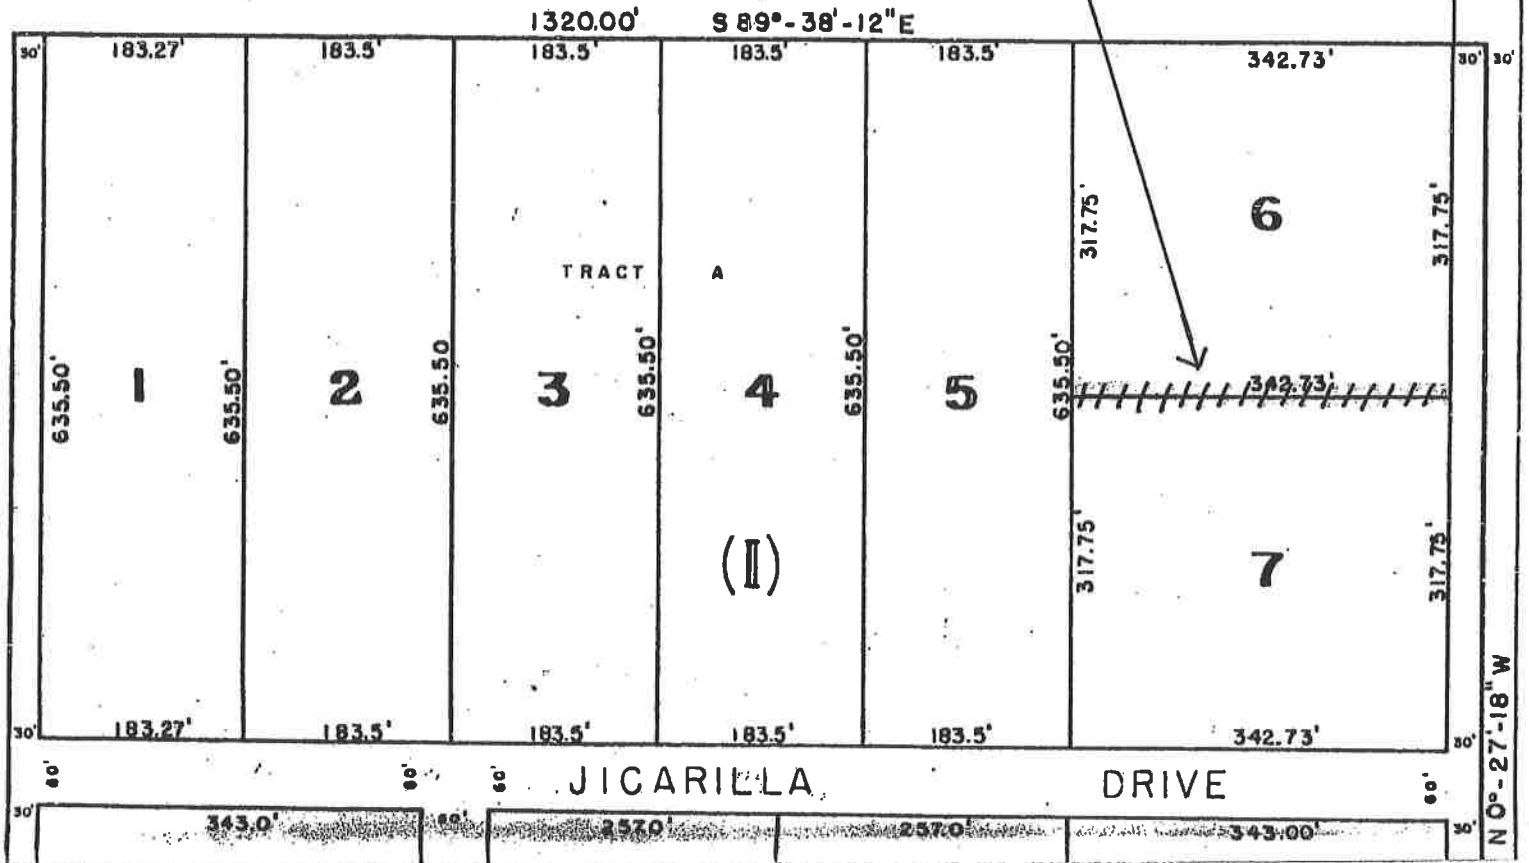 1320.00' S 89°-38'-12"E
30' 183.27' 183.5' 183.5' 183.5' 183.5' 342.73' 30' 30'
317.75' 6 317.75'
TRACT A
635.50' 1 635.50' 2 635.50 3 635.50' 4 635.50' 5 635.50' 342.73'
(II)
317.75' 7 317.75'
30' 183.27' 183.5' 183.5' 183.5' 183.5' 342.73' 30'
N 0°-27'-18" W
60' 60' 60' JICARILLA DRIVE 60'
30' 343.0' 60' 257.0' 257.0' 343.00' 30'